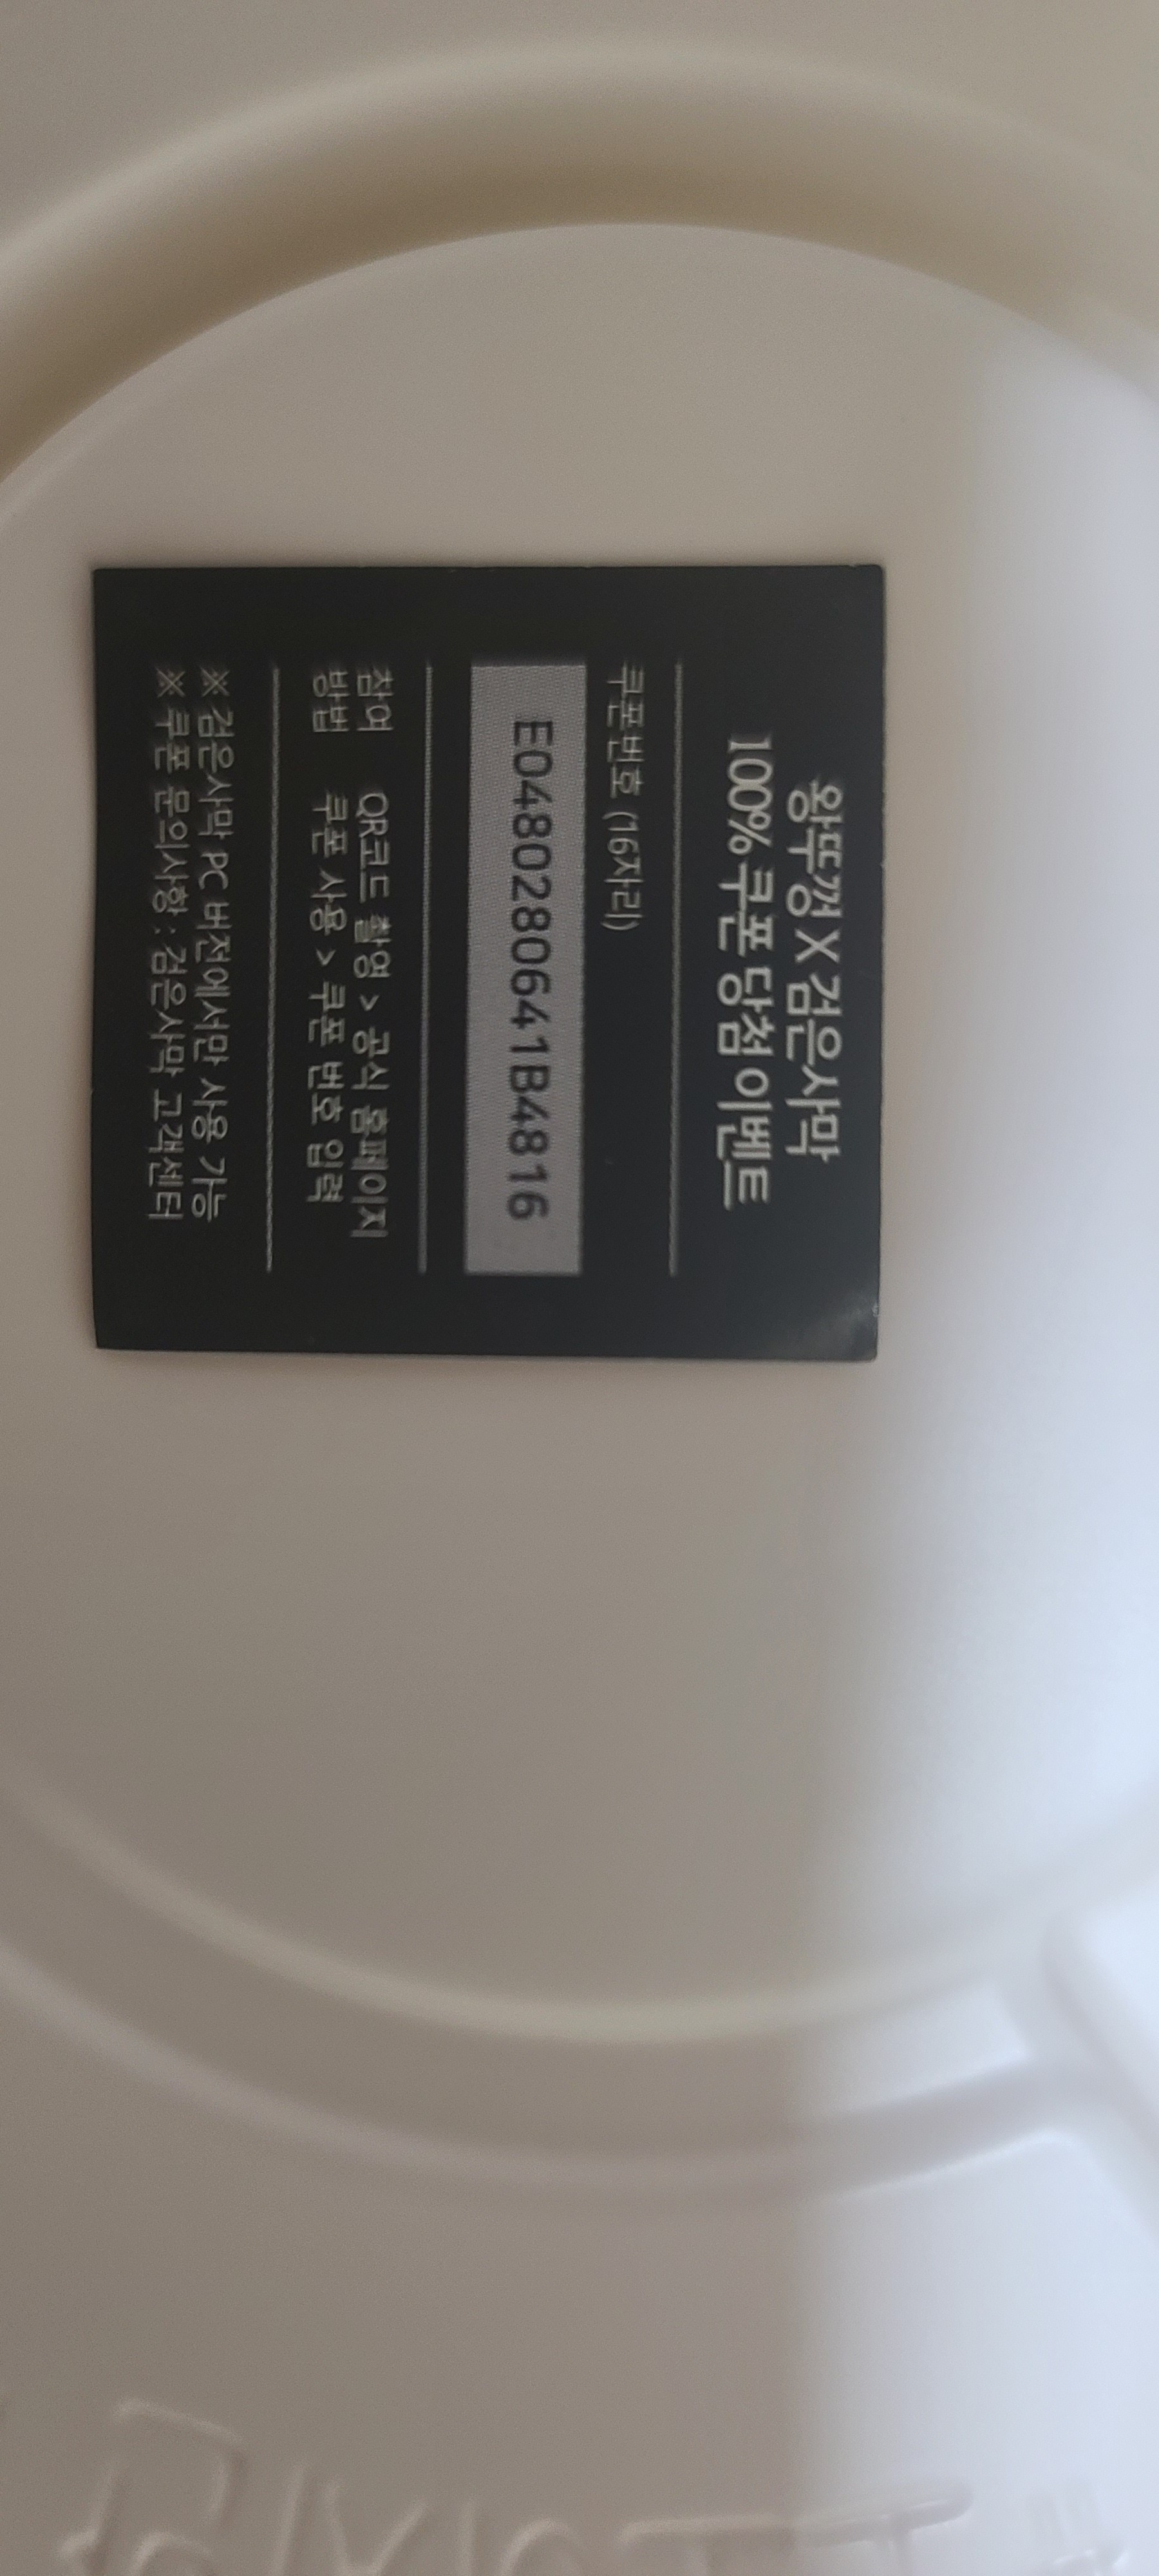 왕뚜껑 X 검은사막
100% 쿠폰 당첨 이벤트
쿠폰번호 (16자리)
E0480280641B4816
참여 방법
QR코드 촬영 > 공식 홈페이지
쿠폰 사용 > 쿠폰 번호 입력
※ 검은사막 PC 버전에서만 사용 가능
※ 쿠폰 문의사항 : 검은사막 고객센터